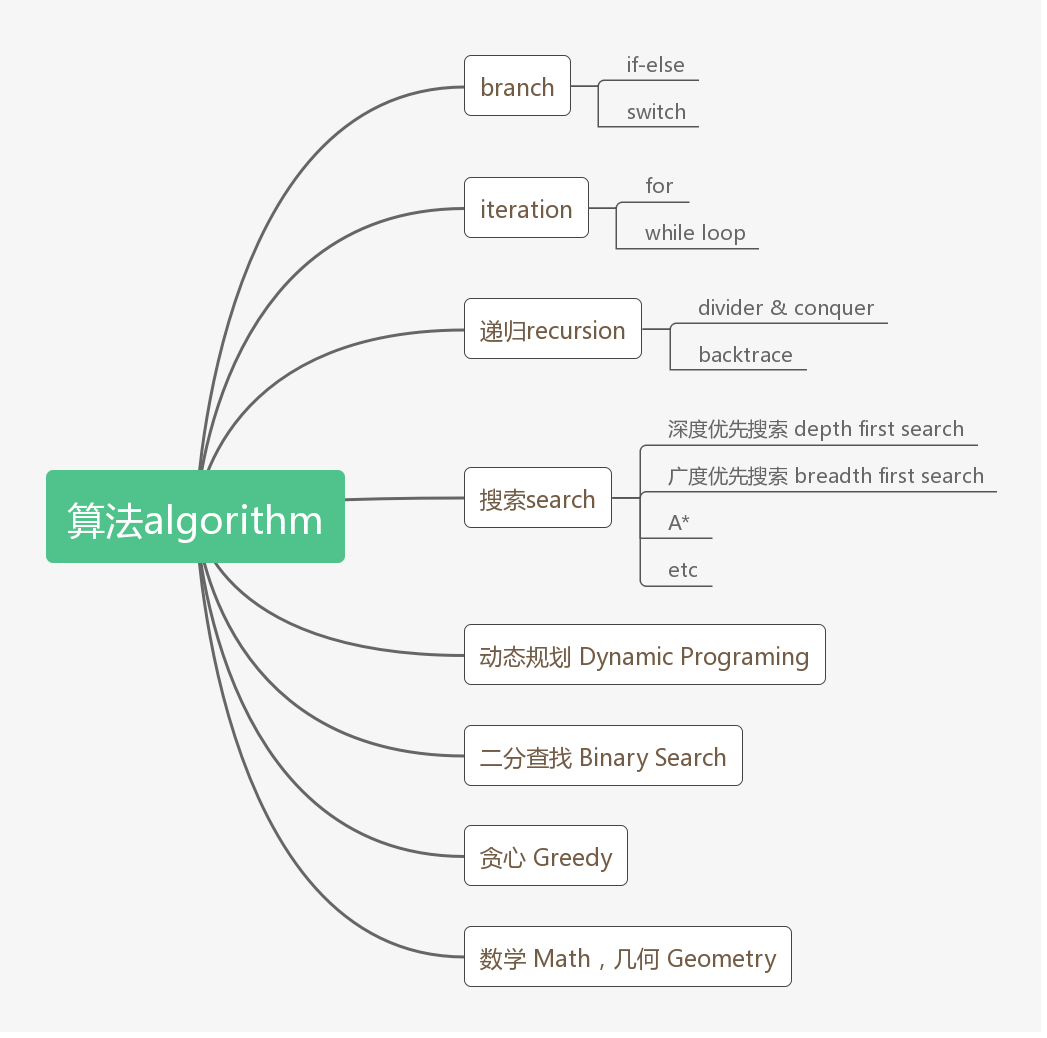 算法algorithm
branch
if-else
switch
iteration
for
while loop
递归recursion
divider & conquer
backtrace
搜索search
深度优先搜索 depth first search
广度优先搜索 breadth first search
A*
etc
动态规划 Dynamic Programing
二分查找 Binary Search
贪心 Greedy
数学 Math，几何 Geometry